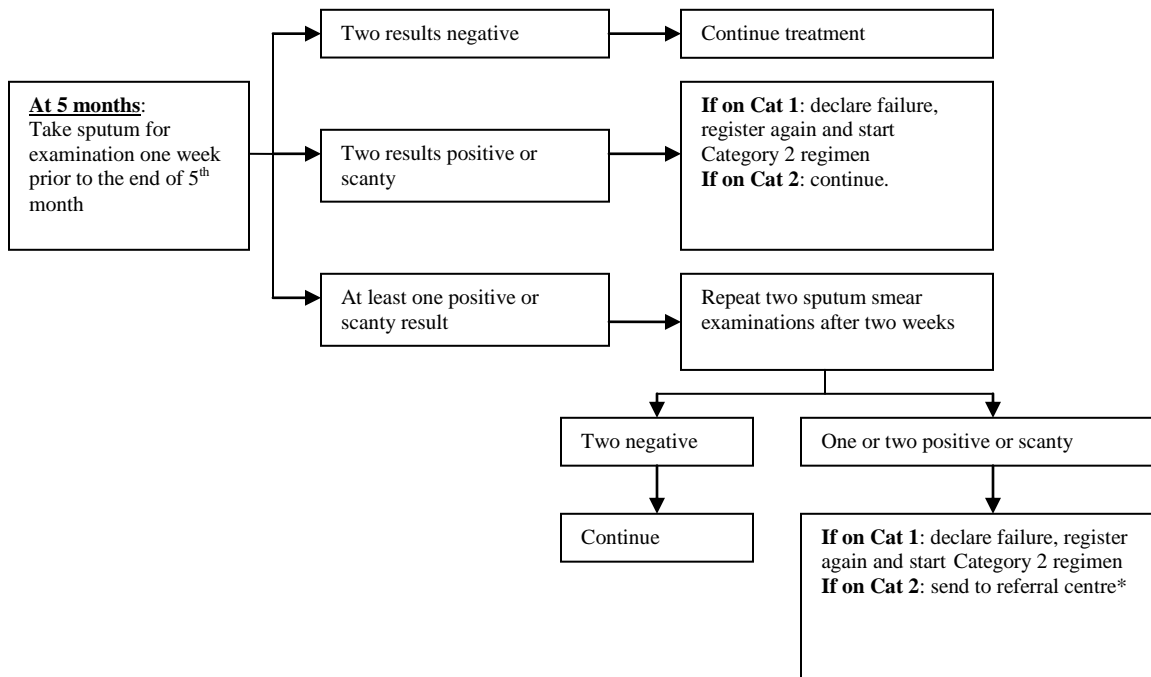 Two results negative
Continue treatment
At 5 months:
Take sputum for
examination one week
prior to the end of 5th
month
Two results positive or
scanty
If on Cat 1: declare failure,
register again and start
Category 2 regimen
If on Cat 2: continue.
At least one positive or
scanty result
Repeat two sputum smear
examinations after two weeks
Two negative
One or two positive or scanty
Continue
If on Cat 1: declare failure, register
again and start Category 2 regimen
If on Cat 2: send to referral centre*